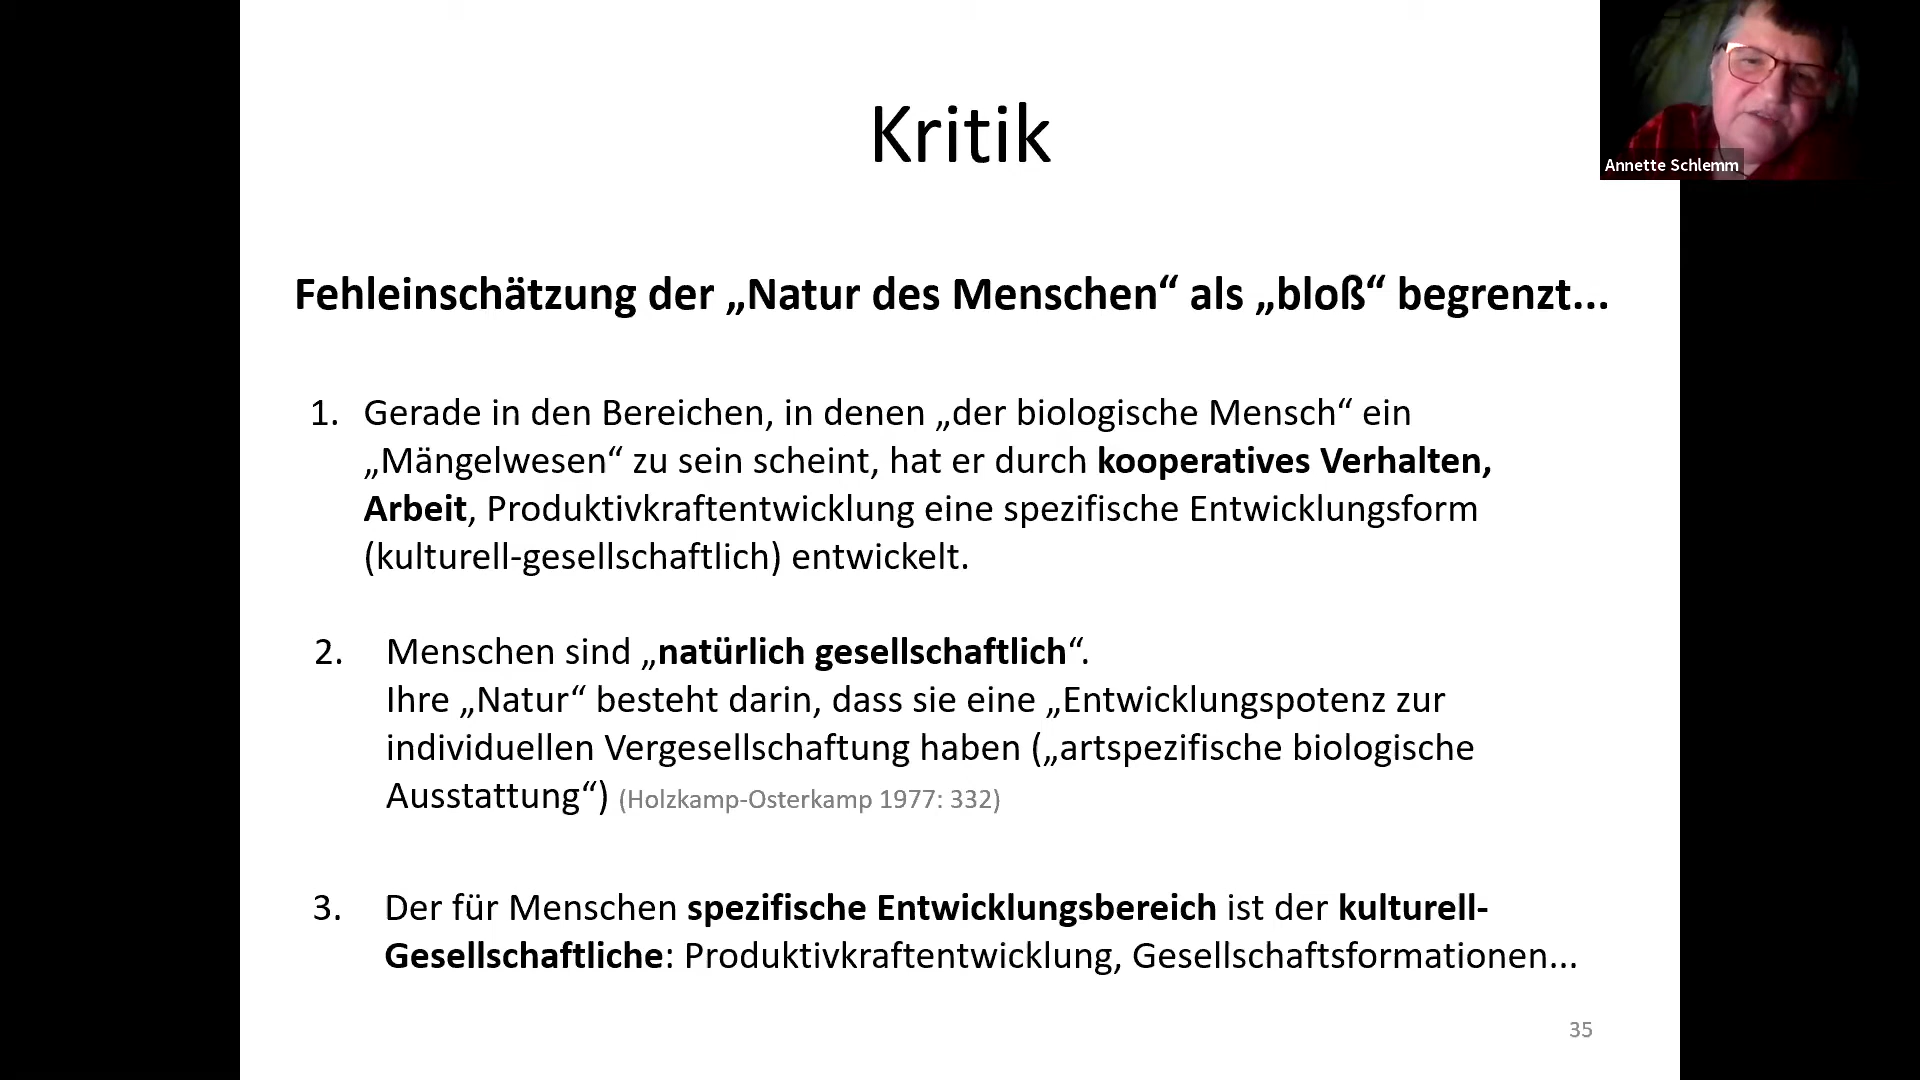 Kritik
Annette Schlemm
Fehleinschätzung der „Natur des Menschen“ als „bloß“ begrenzt...
1. Gerade in den Bereichen, in denen „der biologische Mensch“ ein
„Mängelwesen“ zu sein scheint, hat er durch kooperatives Verhalten,
Arbeit, Produktivkraftentwicklung eine spezifische Entwicklungsform
(kulturell-gesellschaftlich) entwickelt.
2. Menschen sind „natürlich gesellschaftlich“.
Ihre „Natur“ besteht darin, dass sie eine „Entwicklungspotenz zur
individuellen Vergesellschaftung haben („artspezifische biologische
Ausstattung“) (Holzkamp-Osterkamp 1977: 332)
3. Der für Menschen spezifische Entwicklungsbereich ist der kulturell-
Gesellschaftliche: Produktivkraftentwicklung, Gesellschaftsformationen...
35